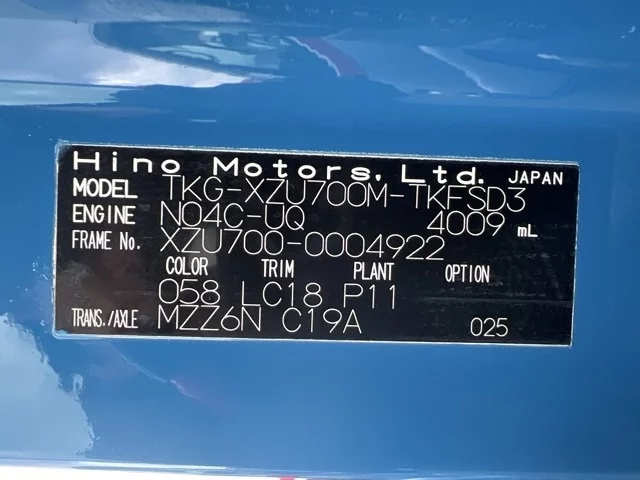 Hino Motors, Ltd. JAPAN
MODEL TKG-XZU700M-TKFSD3
ENGINE N04C-UQ 4009 mL
FRAME No. XZU700-0004922
COLOR TRIM PLANT OPTION
058 LC18 P11
TRANS./AXLE MZZ6N C19A 025